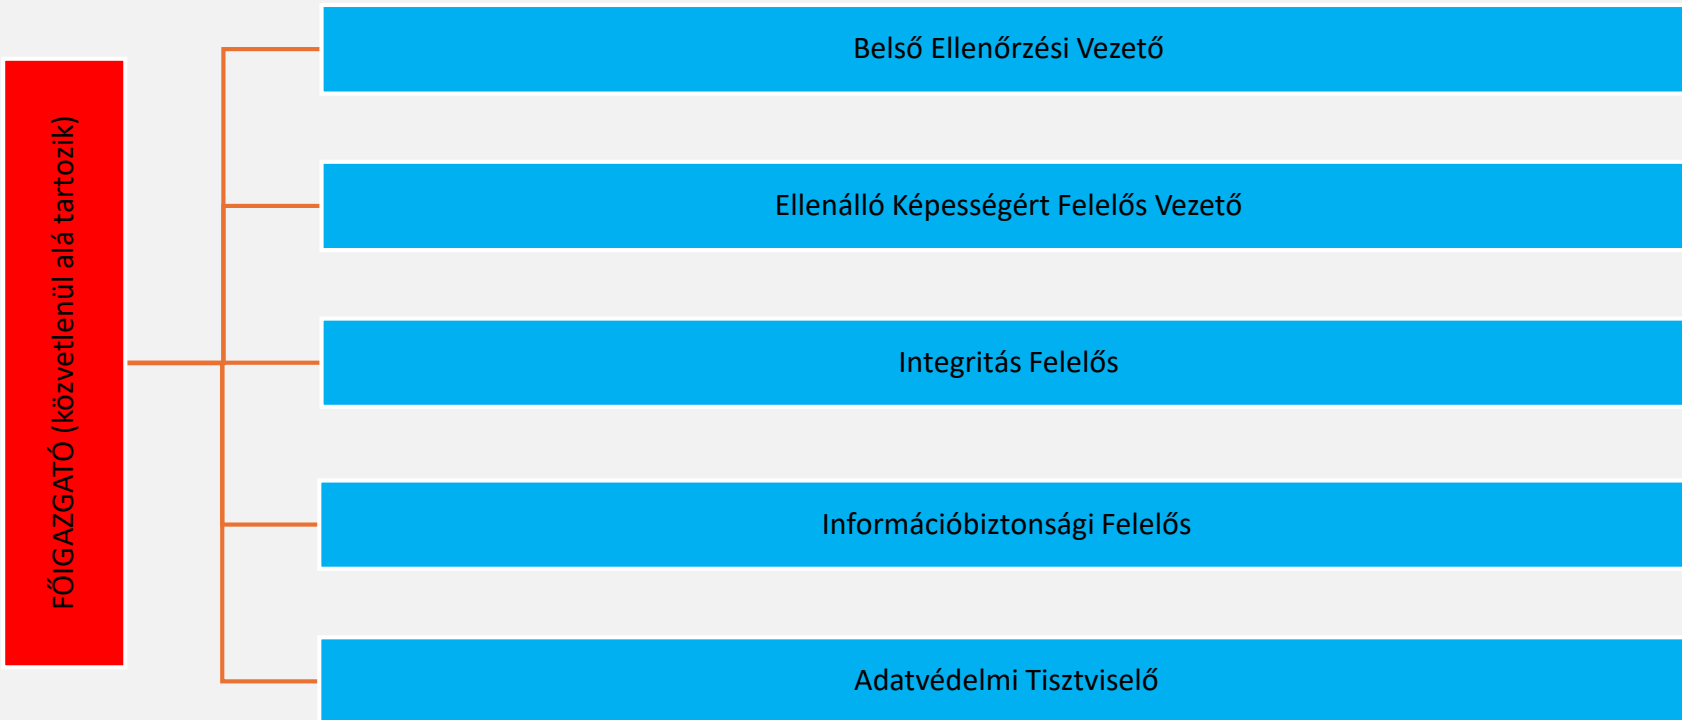 FŐIGAZGATÓ (közvetlenül alá tartozik)
Belső Ellenőrzési Vezető
Ellenálló Képességért Felelős Vezető
Integritás Felelős
Információbiztonsági Felelős
Adatvédelmi Tisztviselő